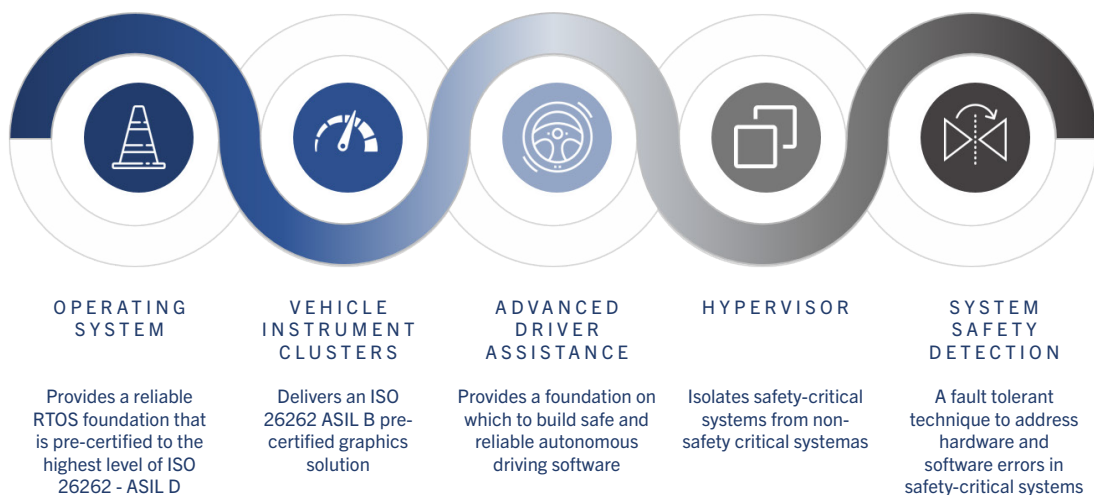 OPERATING
SYSTEM
Provides a reliable
RTOS foundation that
is pre-certified to the
highest level of ISO
26262 - ASIL D
VEHICLE
INSTRUMENT
CLUSTERS
Delivers an ISO
26262 ASIL B pre-
certified graphics
solution
ADVANCED
DRIVER
ASSISTANCE
Provides a foundation on
which to build safe and
reliable autonomous
driving software
HYPERVISOR
Isolates safety-critical
systems from non-
safety critical systemas
SYSTEM
SAFETY
DETECTION
A fault tolerant
technique to address
hardware and
software errors in
safety-critical systems